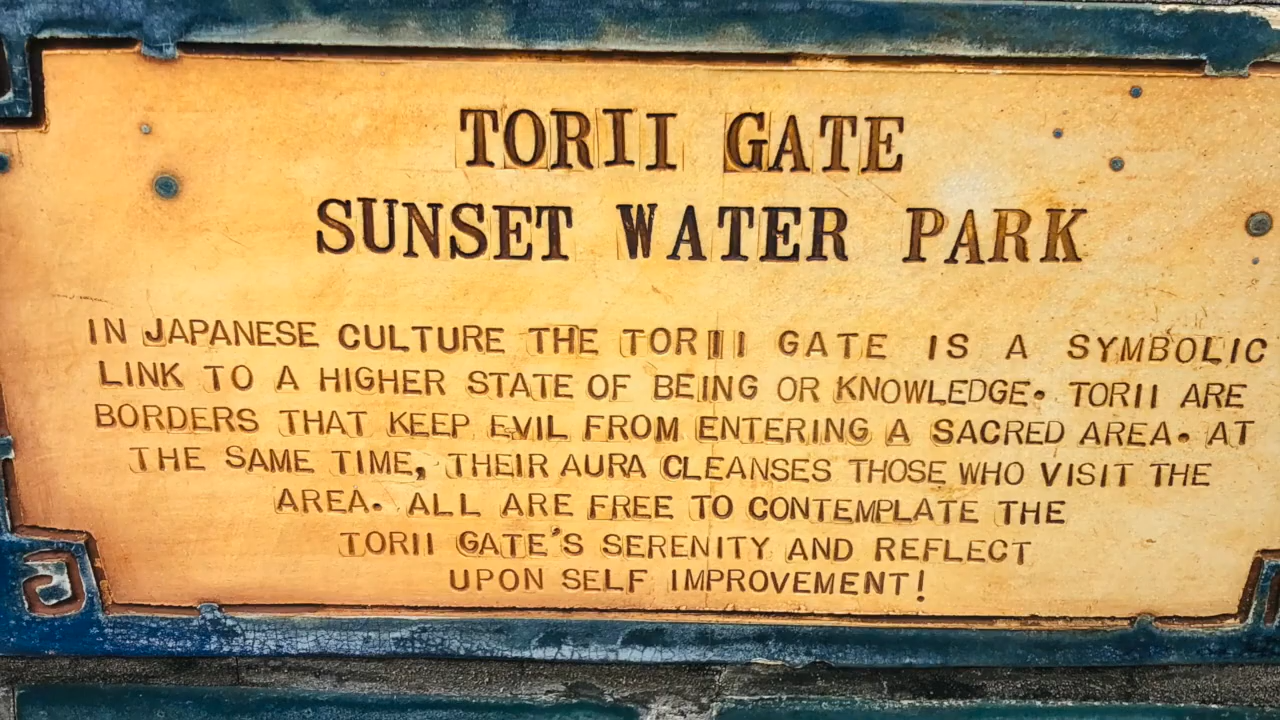 TORII GATE
SUNSET WATER PARK
IN JAPANESE CULTURE THE TORIII GATE IS A SYMBOLIC
LINK TO A HIGHER STATE OF BEING OR KNOWLEDGE. TORII ARE
BORDERS THAT KEEP EVIL FROM ENTERING A SACRED AREA. AT
THE SAME TIME, THEIR AURA CLEANSES THOSE WHO VISIT THE
AREA. ALL ARE FREE TO CONTEMPLATE THE
TORII GATE'S SERENITY AND REFLECT
UPON SELF IMPROVEMENT!